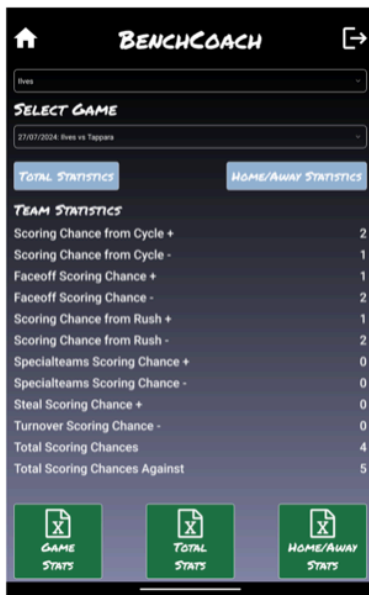 BENCHCOACH
Ilves
SELECT GAME
27/07/2024: Ilves vs Tappara
TOTAL STATISTICS HOME/AWAY STATISTICS
TEAM STATISTICS
Scoring Chance from Cycle + 2
Scoring Chance from Cycle - 1
Faceoff Scoring Chance + 1
Faceoff Scoring Chance - 2
Scoring Chance from Rush + 1
Scoring Chance from Rush - 2
Specialteams Scoring Chance + 0
Specialteams Scoring Chance - 0
Steal Scoring Chance + 0
Turnover Scoring Chance - 0
Total Scoring Chances 4
Total Scoring Chances Against 5
X X X
GAME TOTAL HOME/AWAY
STATS STATS STATS